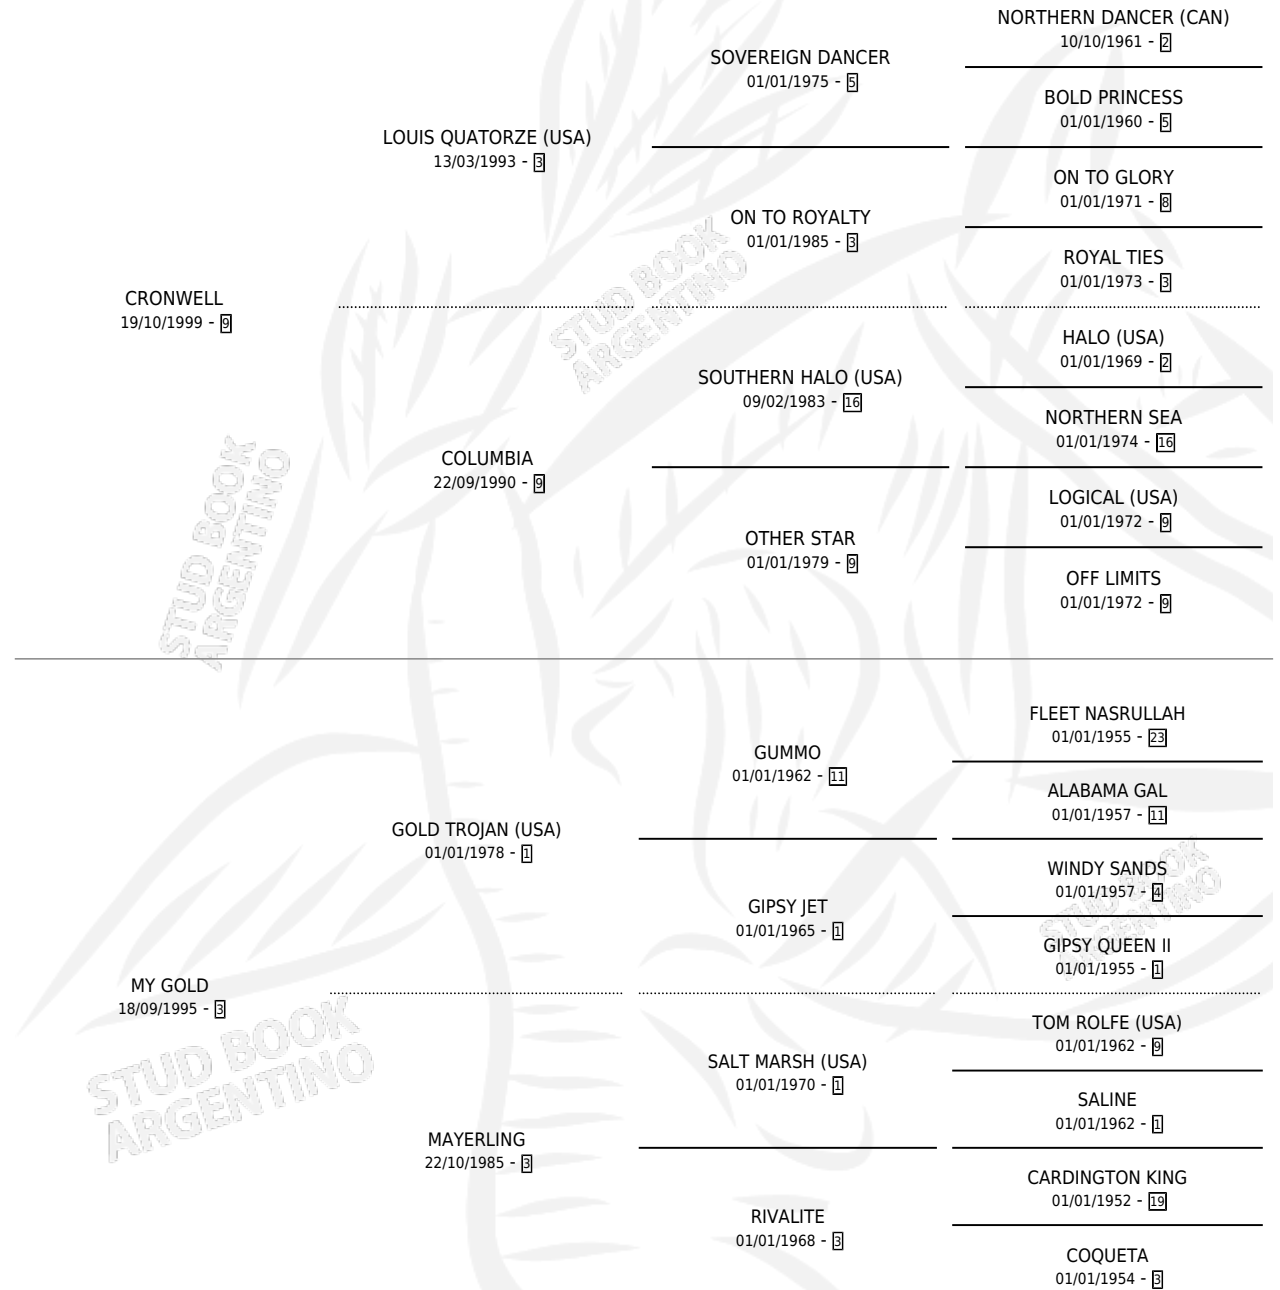 NORTHERN DANCER (CAN)
10/10/1961 - 2
SOVEREIGN DANCER
01/01/1975 - 5
BOLD PRINCESS
01/01/1960 - 5
LOUIS QUATORZE (USA)
13/03/1993 - 3
ON TO GLORY
01/01/1971 - 8
ON TO ROYALTY
01/01/1985 - 3
ROYAL TIES
01/01/1973 - 3
CRONWELL
19/10/1999 - 9
HALO (USA)
01/01/1969 - 2
SOUTHERN HALO (USA)
09/02/1983 - 16
NORTHERN SEA
01/01/1974 - 16
COLUMBIA
22/09/1990 - 9
LOGICAL (USA)
01/01/1972 - 9
OTHER STAR
01/01/1979 - 9
OFF LIMITS
01/01/1972 - 9
STUD BOOK
ARGENTINO
STUD BOOK
ARGENTINO
FLEET NASRULLAH
01/01/1955 - 23
GUMMO
01/01/1962 - 11
ALABAMA GAL
01/01/1957 - 11
GOLD TROJAN (USA)
01/01/1978 - 1
WINDY SANDS
01/01/1957 - 4
GIPSY JET
01/01/1965 - 1
GIPSY QUEEN II
01/01/1955 - 1
MY GOLD
18/09/1995 - 3
TOM ROLFE (USA)
01/01/1962 - 9
SALT MARSH (USA)
01/01/1970 - 1
SALINE
01/01/1962 - 1
MAYERLING
22/10/1985 - 3
CARDINGTON KING
01/01/1952 - 19
RIVALITE
01/01/1968 - 3
COQUETA
01/01/1954 - 3
STUD BOOK
ARGENTINO
STUD BOOK
ARGENTINO